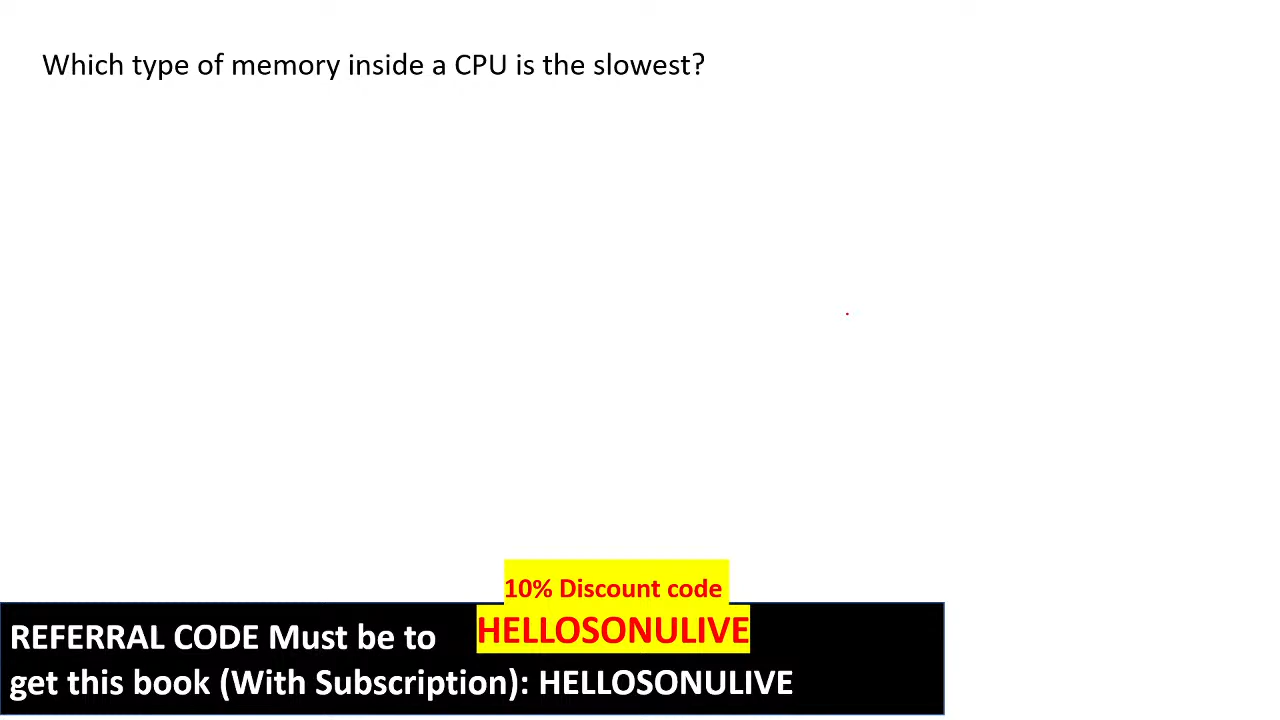 Which type of memory inside a CPU is the slowest?
10% Discount code
HELLOSONULIVE
REFERRAL CODE Must be to
get this book (With Subscription): HELLOSONULIVE